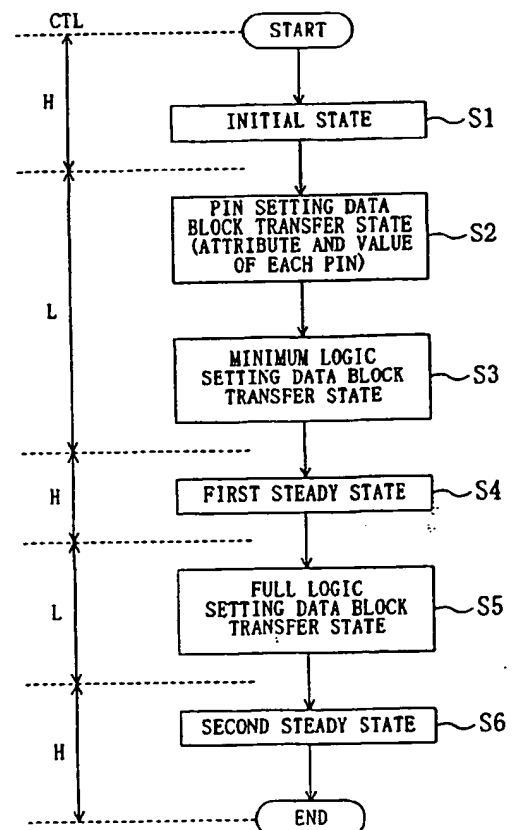 CTL
START
H
INITIAL STATE
S1
PIN SETTING DATA
BLOCK TRANSFER STATE
(ATTRIBUTE AND VALUE
OF EACH PIN)
S2
L
MINIMUM LOGIC
SETTING DATA BLOCK
TRANSFER STATE
S3
H
FIRST STEADY STATE
S4
L
FULL LOGIC
SETTING DATA BLOCK
TRANSFER STATE
S5
SECOND STEADY STATE
S6
H
END